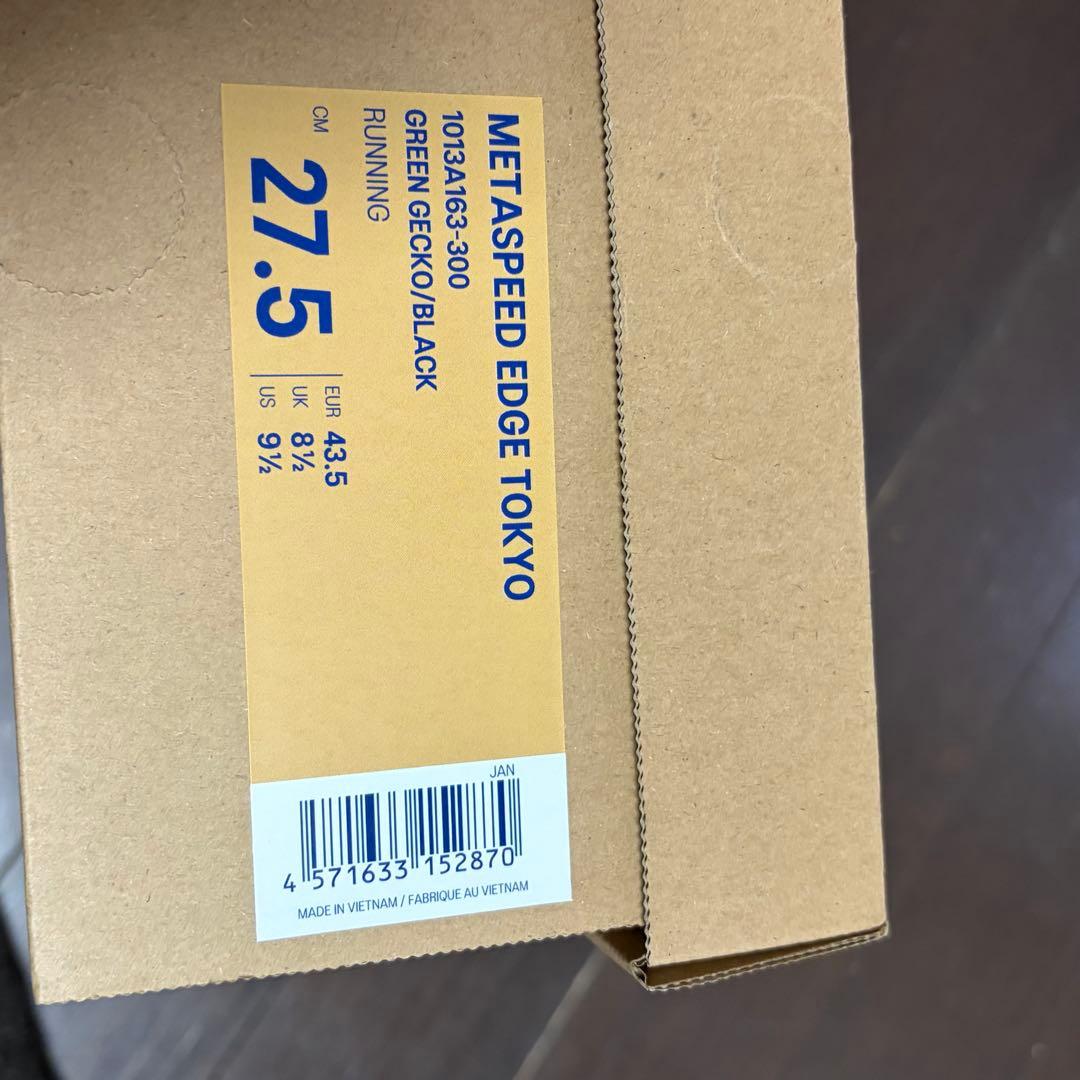 METASPEED EDGE TOKYO
1013A163-300
GREEN GECKO/BLACK
RUNNING
CM 27.5
EUR 43.5
UK 8½
US 9½
JAN
4 571633 152870
MADE IN VIETNAM / FABRIQUE AU VIETNAM